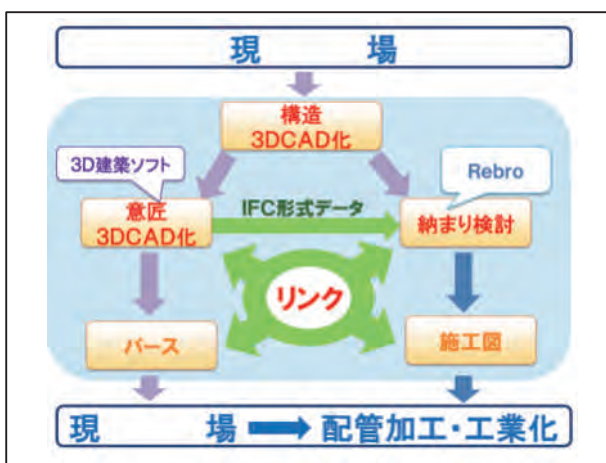 現　　場
構造
3DCAD化
3D建築ソフト
Rebro
意匠
3DCAD化
IFC形式データ
納まり検討
リンク
パース
施工図
現　　場 ➡ 配管加工・工業化